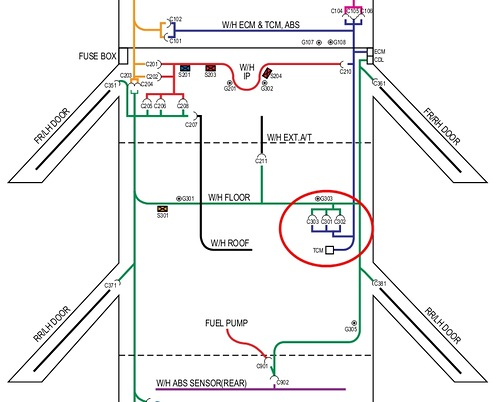 C104
C105
C106
C102
W/H ECM & TCM, ABS
C101
G107
G108
FUSE BOX
ECM
COL
C201
W/H
IP
C210
S201
S203
S204
C203
C202
C204
G201
G302
C351
C361
C205
C206
C208
C207
FR/LH DOOR
FR/RH DOOR
W/H EXT.A/T
C211
G301
W/H FLOOR
G303
S301
C303
C301
C302
W/H ROOF
TCM
C371
C381
RR/LH DOOR
RR/LH DOOR
FUEL PUMP
G305
C901
C902
W/H ABS SENSOR(REAR)